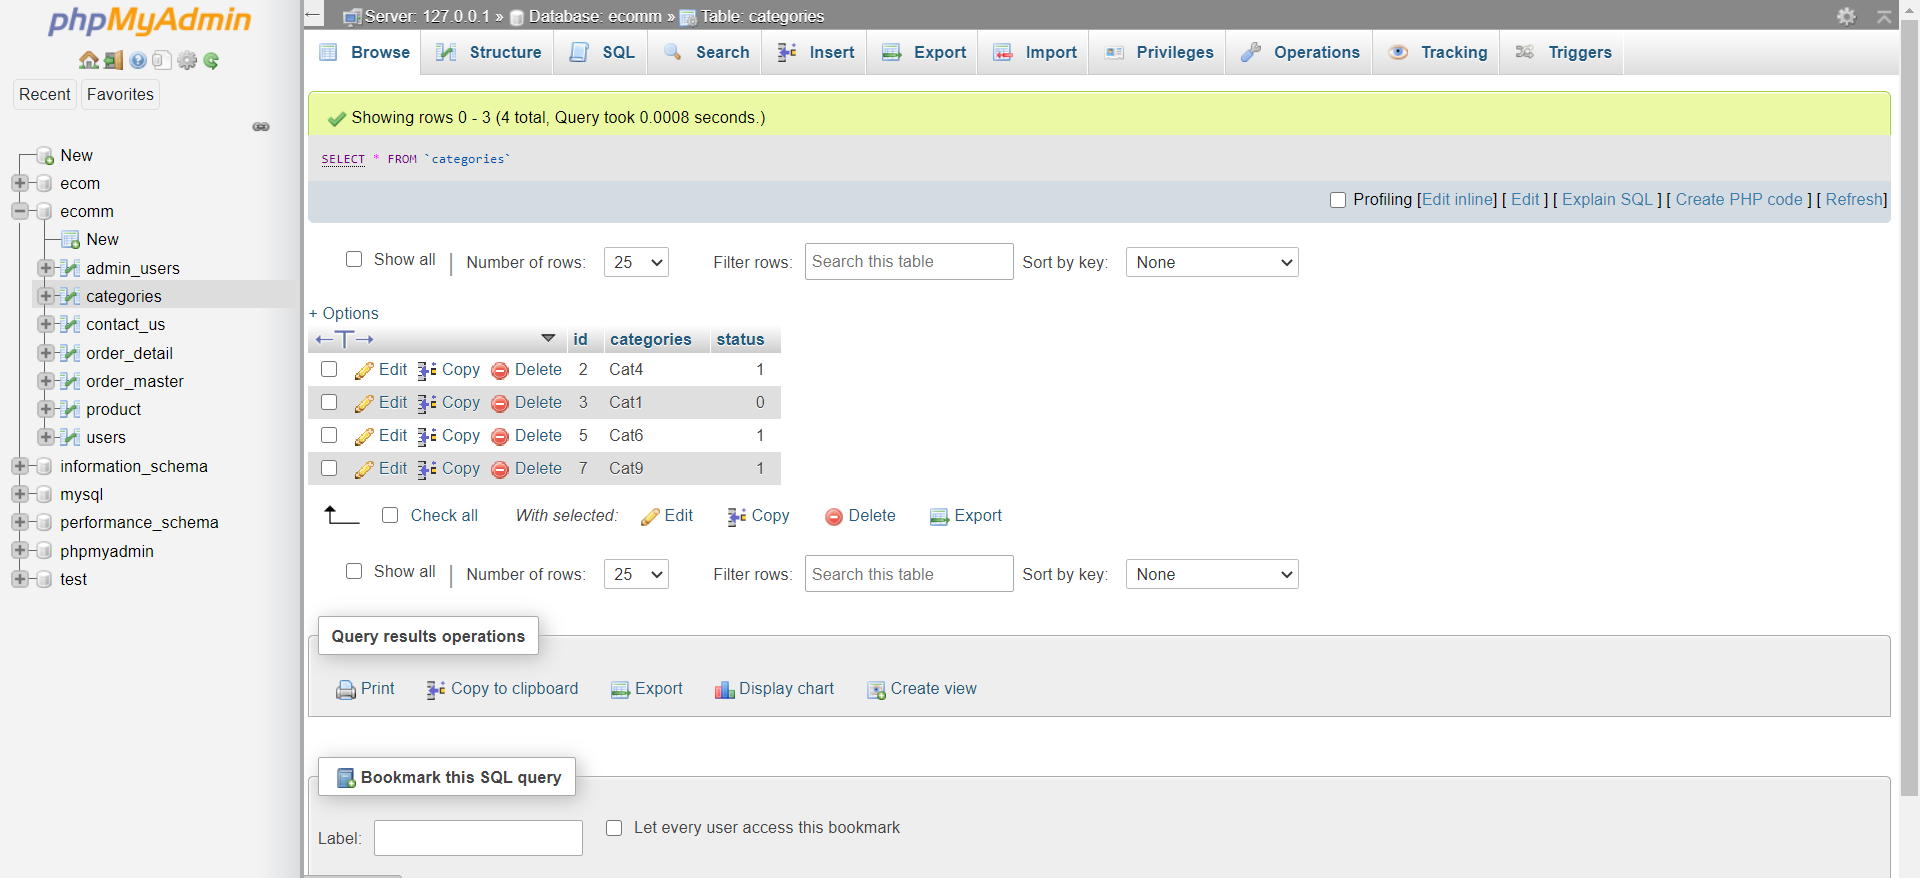 phpMyAdmin
Recent Favorites
New
ecom
ecomm
New
admin_users
categories
contact_us
order_detail
order_master
product
users
information_schema
mysql
performance_schema
phpmyadmin
test
Server: 127.0.0.1 » Database: ecomm » Table: categories
Browse Structure SQL Search Insert Export Import Privileges Operations Tracking Triggers
Showing rows 0 - 3 (4 total, Query took 0.0008 seconds.)
SELECT * FROM `categories`
Profiling [Edit inline] [ Edit ] [ Explain SQL ] [ Create PHP code ] [ Refresh]
Show all | Number of rows: 25 Filter rows: Search this table Sort by key: None
+ Options
←T→ id categories status
Edit Copy Delete 2 Cat4 1
Edit Copy Delete 3 Cat1 0
Edit Copy Delete 5 Cat6 1
Edit Copy Delete 7 Cat9 1
Check all With selected: Edit Copy Delete Export
Show all | Number of rows: 25 Filter rows: Search this table Sort by key: None
Query results operations
Print Copy to clipboard Export Display chart Create view
Bookmark this SQL query
Label: Let every user access this bookmark